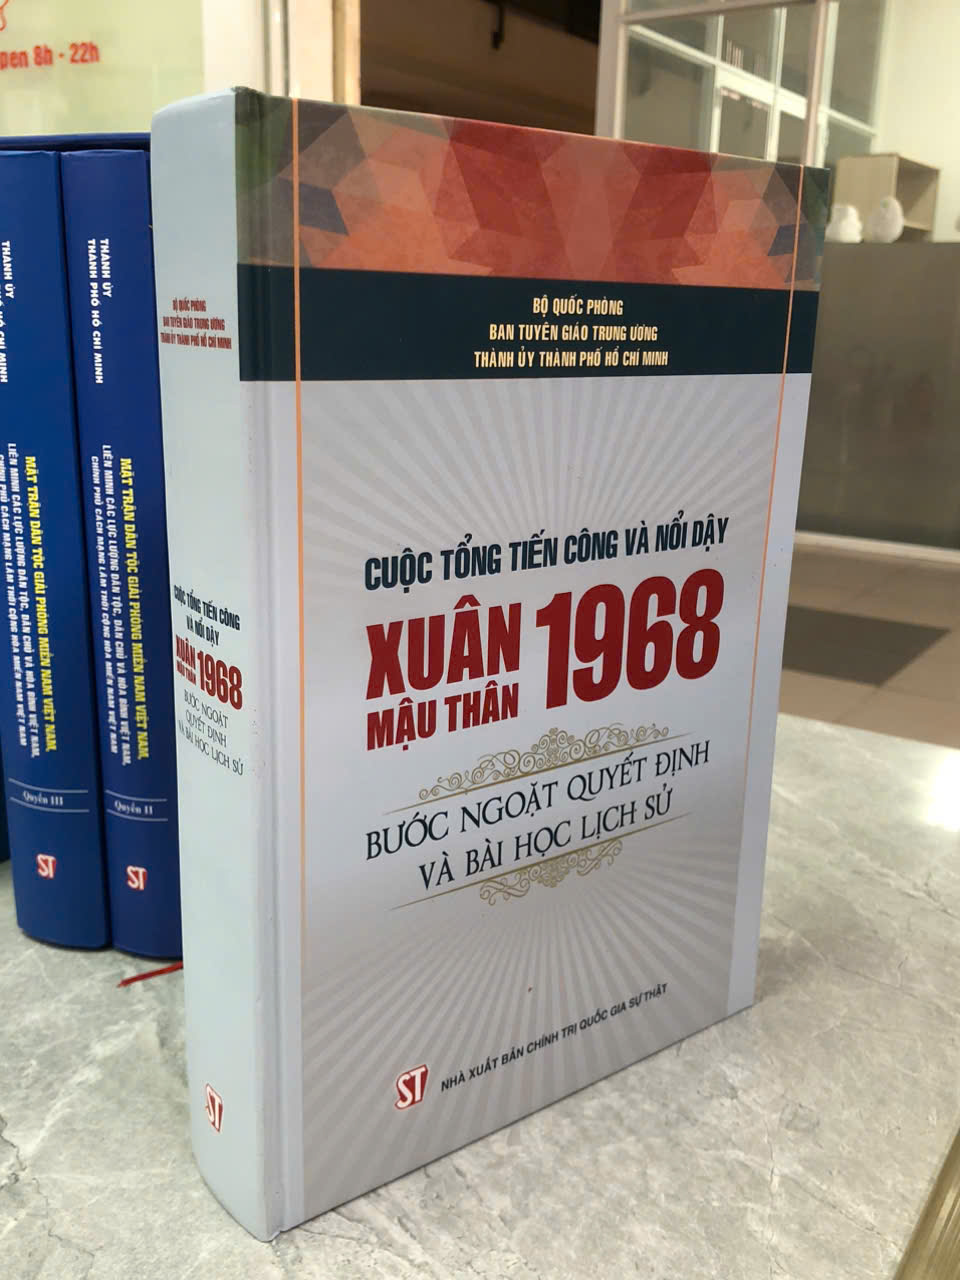 pen 8h - 22h
THÀNH ỦY
THÀNH PHỐ HỒ CHÍ MINH
MẶT TRẬN DÂN TỘC GIẢI PHÓNG MIỀN NAM VIỆT NAM,
LIÊN MINH CÁC LỰC LƯỢNG DÂN TỘC, DÂN CHỦ VÀ HÒA BÌNH VIỆT NAM,
CHÍNH PHỦ CÁCH MẠNG LÂM THỜI CỘNG HÒA MIỀN NAM VIỆT NAM
Quyển III
ST
THÀNH ỦY
THÀNH PHỐ HỒ CHÍ MINH
MẶT TRẬN DÂN TỘC GIẢI PHÓNG MIỀN NAM VIỆT NAM,
LIÊN MINH CÁC LỰC LƯỢNG DÂN TỘC, DÂN CHỦ VÀ HÒA BÌNH VIỆT NAM,
CHÍNH PHỦ CÁCH MẠNG LÂM THỜI CỘNG HÒA MIỀN NAM VIỆT NAM
Quyển II
ST
BỘ QUỐC PHÒNG
BAN TUYÊN GIÁO TRUNG ƯƠNG
THÀNH ỦY THÀNH PHỐ HỒ CHÍ MINH
CUỘC TỔNG TIẾN CÔNG
VÀ NỔI DẬY
XUÂN
MẬU THÂN 1968
BƯỚC NGOẶT
QUYẾT ĐỊNH
VÀ BÀI HỌC LỊCH SỬ
ST
BỘ QUỐC PHÒNG
BAN TUYÊN GIÁO TRUNG ƯƠNG
THÀNH ỦY THÀNH PHỐ HỒ CHÍ MINH
CUỘC TỔNG TIẾN CÔNG VÀ NỔI DẬY
XUÂN
MẬU THÂN 1968
BƯỚC NGOẶT QUYẾT ĐỊNH
VÀ BÀI HỌC LỊCH SỬ
ST NHÀ XUẤT BẢN CHÍNH TRỊ QUỐC GIA SỰ THẬT